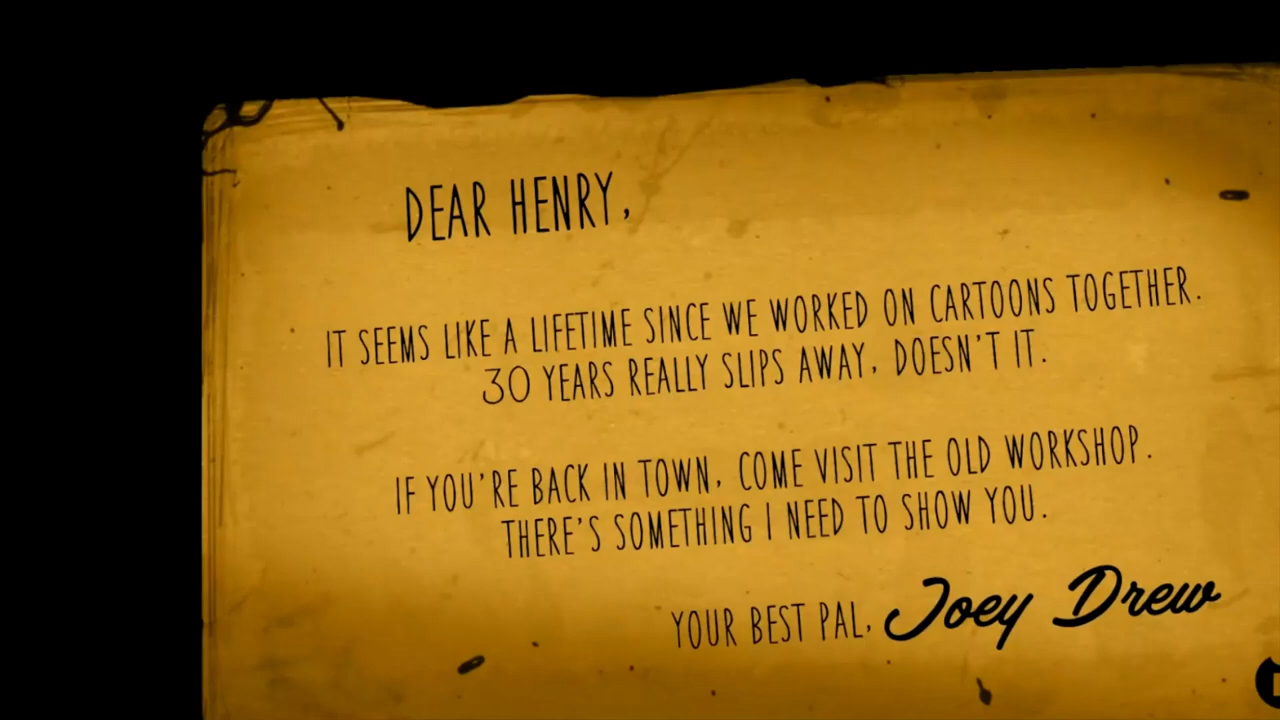 DEAR HENRY,
IT SEEMS LIKE A LIFETIME SINCE WE WORKED ON CARTOONS TOGETHER.
30 YEARS REALLY SLIPS AWAY, DOESN'T IT.
IF YOU'RE BACK IN TOWN, COME VISIT THE OLD WORKSHOP.
THERE'S SOMETHING I NEED TO SHOW YOU.
YOUR BEST PAL, Joey Drew